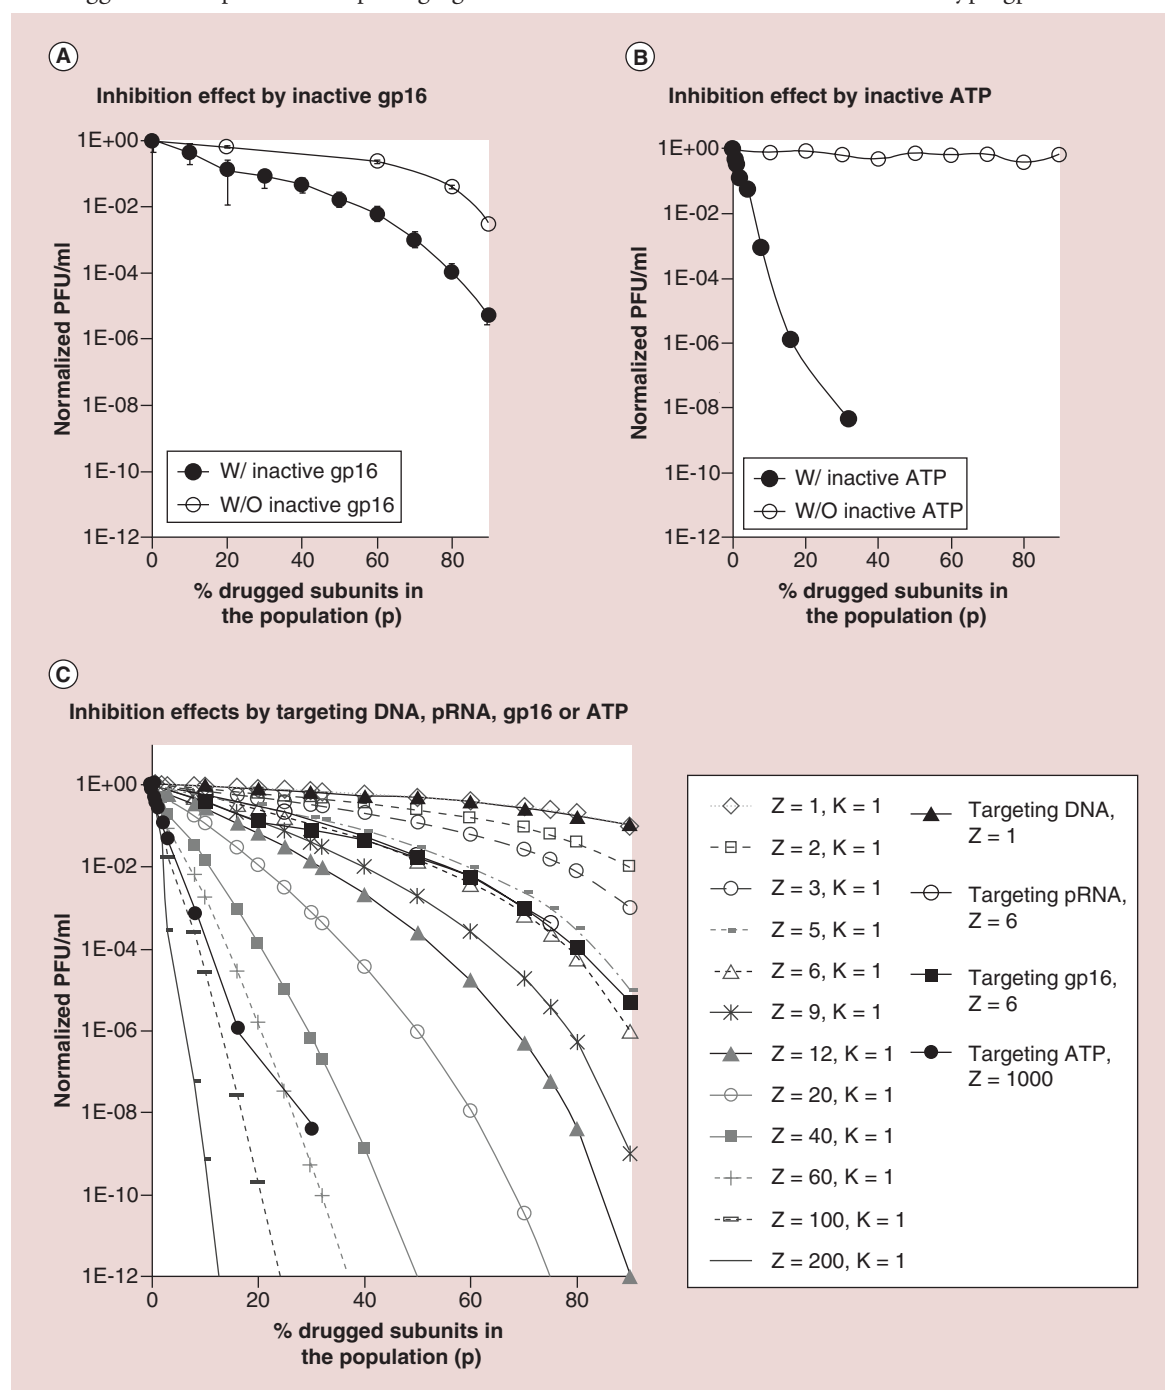 A
Inhibition effect by inactive gp16
1E+00
1E-02
1E-04
1E-06
1E-08
1E-10
1E-12
Normalized PFU/ml
W/ inactive gp16
W/O inactive gp16
0 20 40 60 80
% drugged subunits in
the population (p)
B
Inhibition effect by inactive ATP
1E+00
1E-02
1E-04
1E-06
1E-08
1E-10
1E-12
Normalized PFU/ml
W/ inactive ATP
W/O inactive ATP
0 20 40 60 80
% drugged subunits in
the population (p)
C
Inhibition effects by targeting DNA, pRNA, gp16 or ATP
1E+00
1E-02
1E-04
1E-06
1E-08
1E-10
1E-12
Normalized PFU/ml
0 20 40 60 80
% drugged subunits in
the population (p)
Z = 1, K = 1
Z = 2, K = 1
Z = 3, K = 1
Z = 5, K = 1
Z = 6, K = 1
Z = 9, K = 1
Z = 12, K = 1
Z = 20, K = 1
Z = 40, K = 1
Z = 60, K = 1
Z = 100, K = 1
Z = 200, K = 1
Targeting DNA,
Z = 1
Targeting pRNA,
Z = 6
Targeting gp16,
Z = 6
Targeting ATP,
Z = 1000